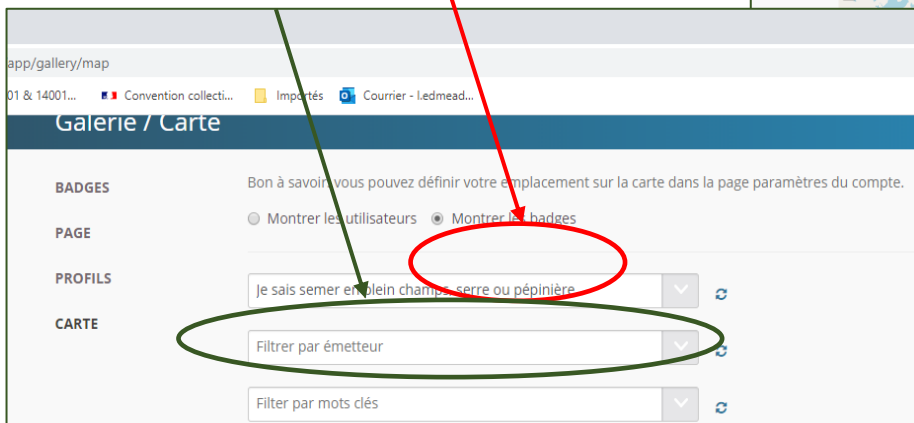 app/gallery/map
01 & 14001... Convention collecti... Importés Courrier - l.edmead...
Galerie / Carte
BADGES
Bon à savoir, vous pouvez définir votre emplacement sur la carte dans la page paramètres du compte.
Montrer les utilisateurs Montrer les badges
PAGE
PROFILS
Je sais semer en plein champs, serre ou pépinière
CARTE
Filtrer par émetteur
Filter par mots clés